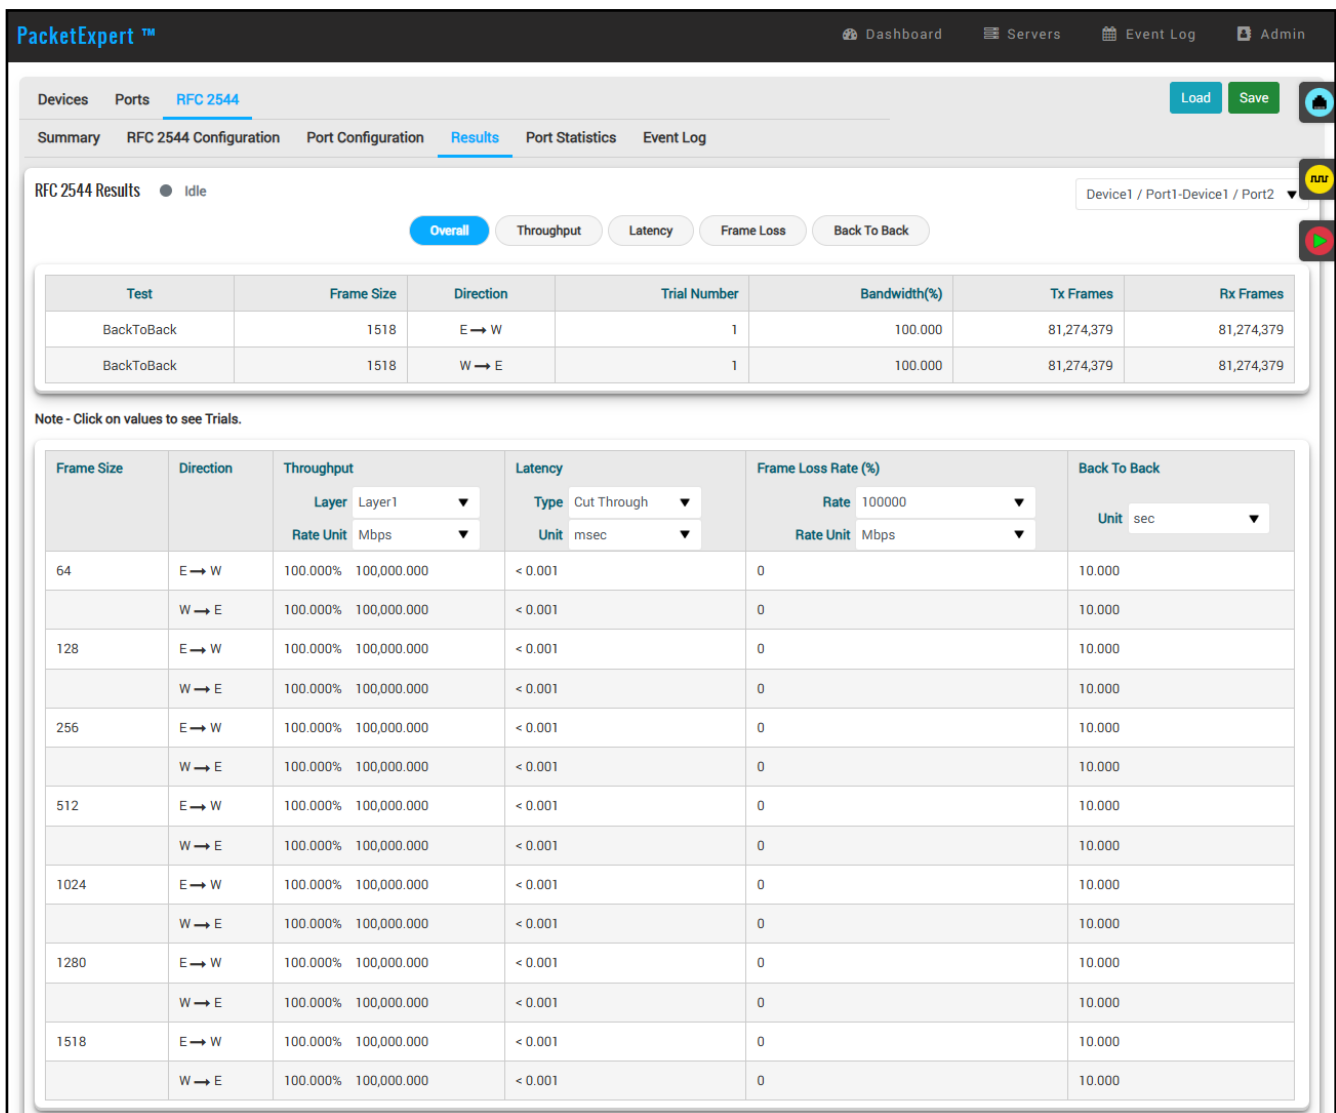 PacketExpert ™ Dashboard Servers Event Log Admin
Devices Ports RFC 2544 Load Save
Summary RFC 2544 Configuration Port Configuration Results Port Statistics Event Log
RFC 2544 Results Idle Device1 / Port1-Device1 / Port2
Overall Throughput Latency Frame Loss Back To Back
Test Frame Size Direction Trial Number Bandwidth(%) Tx Frames Rx Frames
BackToBack 1518 E → W 1 100.000 81,274,379 81,274,379
BackToBack 1518 W → E 1 100.000 81,274,379 81,274,379
Note - Click on values to see Trials.
Frame Size Direction Throughput Latency Frame Loss Rate (%) Back To Back
Layer Layer1 Type Cut Through Rate 100000 Unit sec
Rate Unit Mbps Unit msec Rate Unit Mbps
64 E → W 100.000% 100,000.000 < 0.001 0 10.000
W → E 100.000% 100,000.000 < 0.001 0 10.000
128 E → W 100.000% 100,000.000 < 0.001 0 10.000
W → E 100.000% 100,000.000 < 0.001 0 10.000
256 E → W 100.000% 100,000.000 < 0.001 0 10.000
W → E 100.000% 100,000.000 < 0.001 0 10.000
512 E → W 100.000% 100,000.000 < 0.001 0 10.000
W → E 100.000% 100,000.000 < 0.001 0 10.000
1024 E → W 100.000% 100,000.000 < 0.001 0 10.000
W → E 100.000% 100,000.000 < 0.001 0 10.000
1280 E → W 100.000% 100,000.000 < 0.001 0 10.000
W → E 100.000% 100,000.000 < 0.001 0 10.000
1518 E → W 100.000% 100,000.000 < 0.001 0 10.000
W → E 100.000% 100,000.000 < 0.001 0 10.000